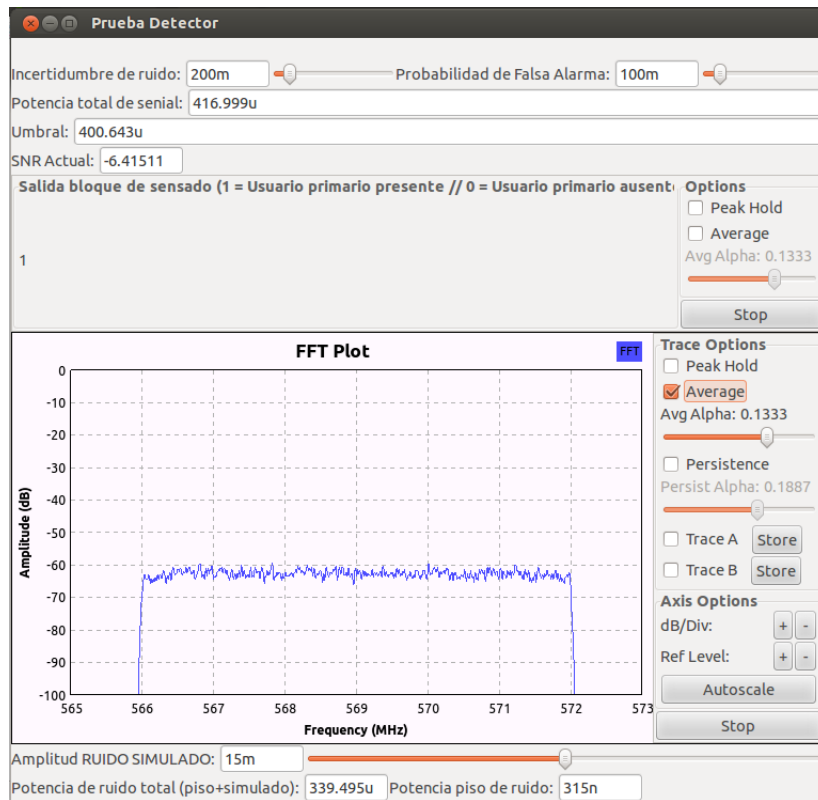 Prueba Detector
Incertidumbre de ruido: 200m Probabilidad de Falsa Alarma: 100m
Potencia total de senial: 416.999u
Umbral: 400.643u
SNR Actual: -6.41511
Salida bloque de sensado (1 = Usuario primario presente // 0 = Usuario primario ausent
1
Options
Peak Hold
Average
Avg Alpha: 0.1333
Stop
FFT Plot
FFT
0
-10
-20
-30
-40
-50
-60
-70
-80
-90
-100
Amplitude (dB)
565 566 567 568 569 570 571 572 573
Frequency (MHz)
Trace Options
Peak Hold
Average
Avg Alpha: 0.1333
Persistence
Persist Alpha: 0.1887
Trace A Store
Trace B Store
Axis Options
dB/Div: + -
Ref Level: + -
Autoscale
Stop
Amplitud RUIDO SIMULADO: 15m
Potencia de ruido total (piso+simulado): 339.495u Potencia piso de ruido: 315n